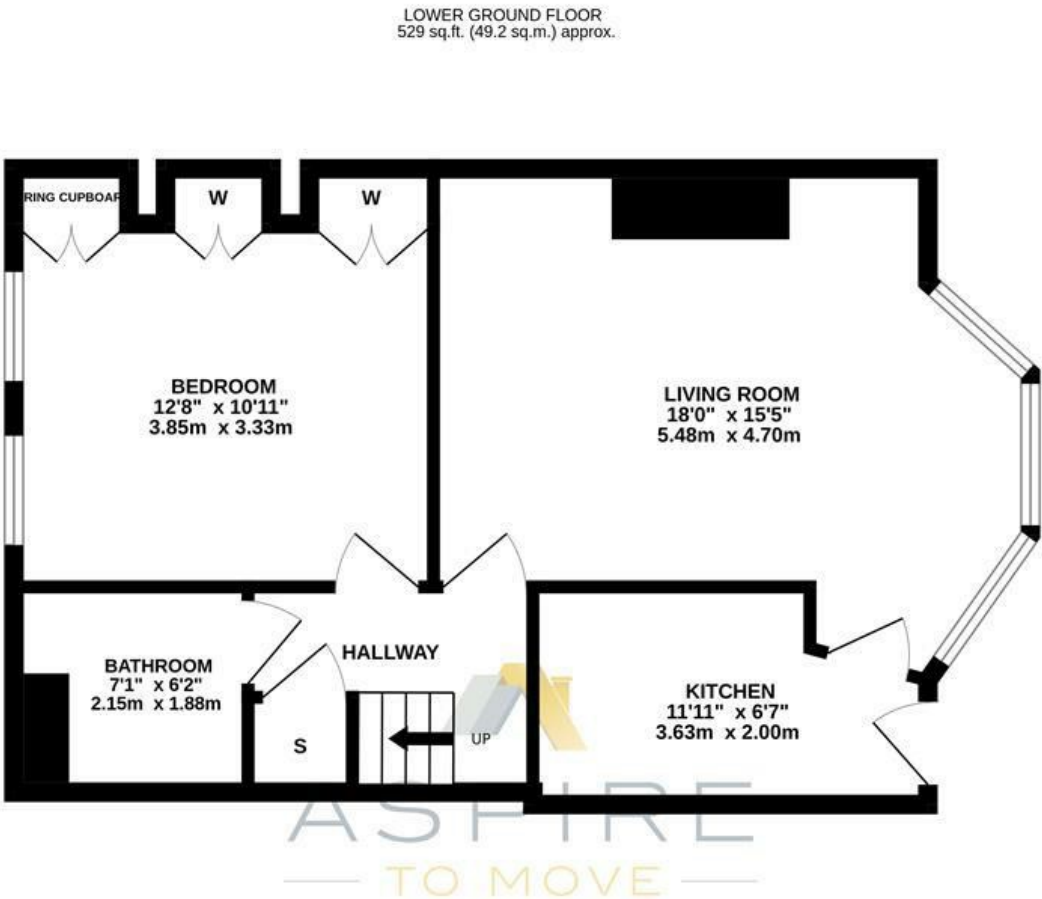 LOWER GROUND FLOOR
529 sq.ft. (49.2 sq.m.) approx.
RING CUPBOAR
W
W
BEDROOM
12'8" x 10'11"
3.85m x 3.33m
LIVING ROOM
18'0" x 15'5"
5.48m x 4.70m
HALLWAY
BATHROOM
7'1" x 6'2"
2.15m x 1.88m
KITCHEN
11'11" x 6'7"
3.63m x 2.00m
S
UP
ASPIRE
TO MOVE